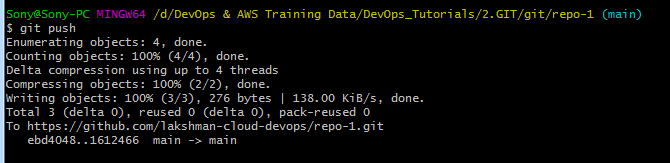 Sony@Sony-PC MINGW64 /d/DevOps & AWS Training Data/DevOps_Tutorials/2.GIT/git/repo-1 (main)
$ git push
Enumerating objects: 4, done.
Counting objects: 100% (4/4), done.
Delta compression using up to 4 threads
Compressing objects: 100% (2/2), done.
Writing objects: 100% (3/3), 276 bytes | 138.00 KiB/s, done.
Total 3 (delta 0), reused 0 (delta 0), pack-reused 0
To https://github.com/lakshman-cloud-devops/repo-1.git
   ebd4048..1612466  main -> main